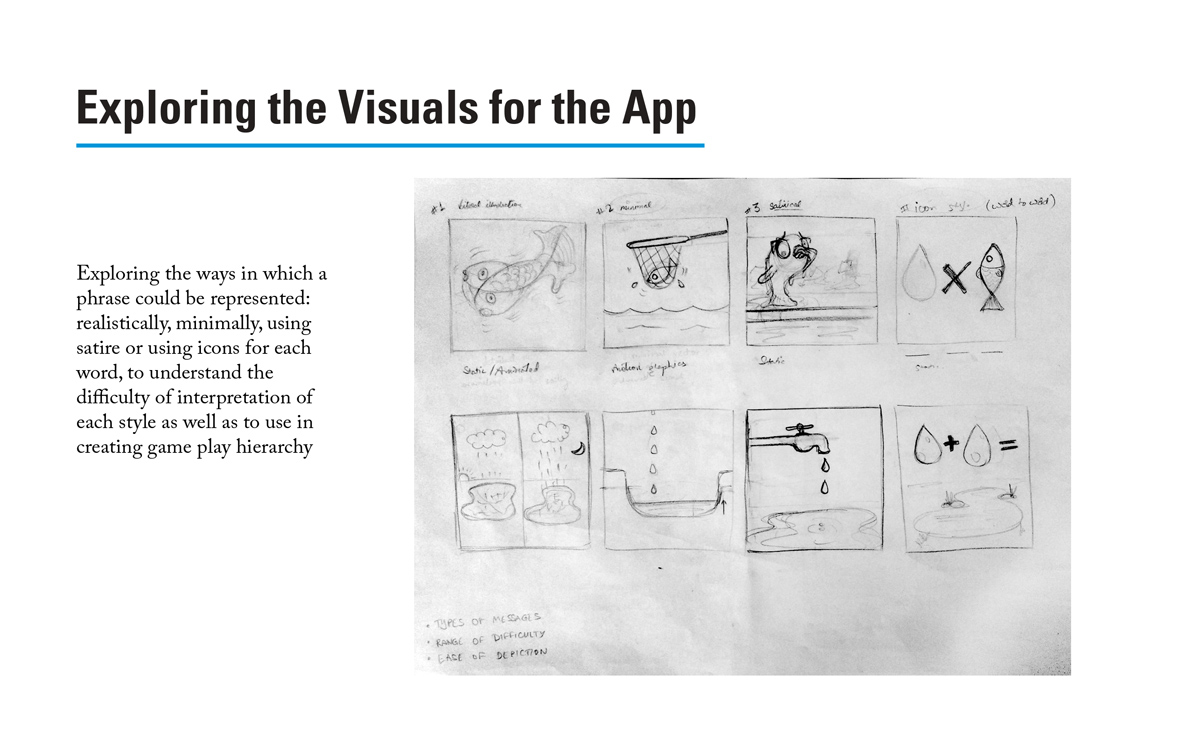 Exploring the Visuals for the App
Exploring the ways in which a
phrase could be represented:
realistically, minimally, using
satire or using icons for each
word, to understand the
difficulty of interpretation of
each style as well as to use in
creating game play hierarchy
#1 illustration
#2 minimal
#3 satirical
icon style (word to word)
Static / Animated
graphics
Static
• TYPES OF MESSAGES
• RANGE OF DIFFICULTY
• EASE OF DEPICTION